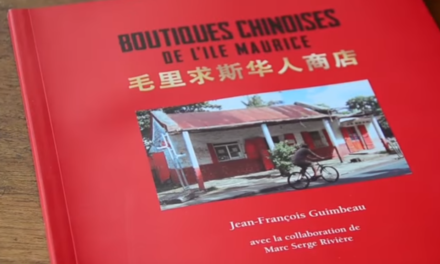 BOUTIQUES CHINOISES
DE L'ILE MAURICE
毛里求斯华人商店
Jean-François Guimbeau
avec la collaboration de
Marc Serge Rivière